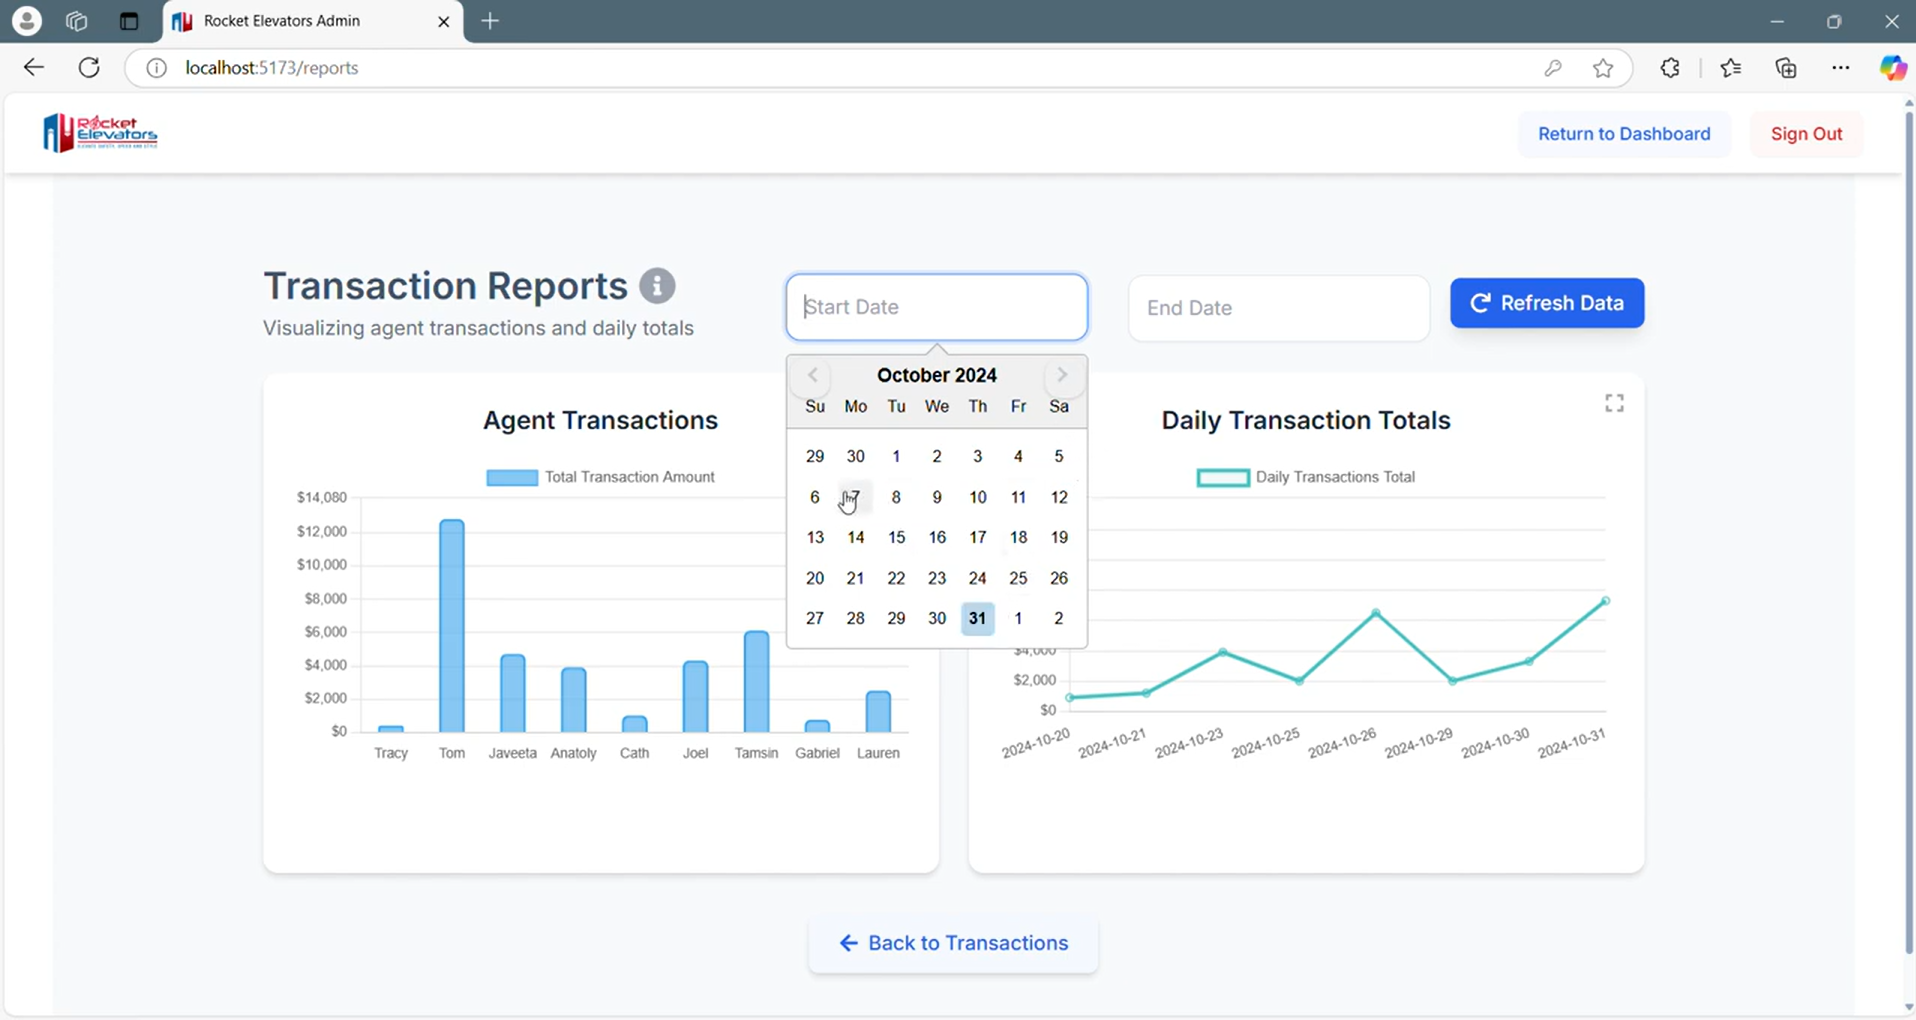 Rocket Elevators Admin
localhost:5173/reports
Rocket
Elevators
Return to Dashboard
Sign Out
Transaction Reports
Visualizing agent transactions and daily totals
Start Date
End Date
Refresh Data
October 2024
Su Mo Tu We Th Fr Sa
29 30 1 2 3 4 5
6 7 8 9 10 11 12
13 14 15 16 17 18 19
20 21 22 23 24 25 26
27 28 29 30 31 1 2
Agent Transactions
Total Transaction Amount
$14,080
$12,000
$10,000
$8,000
$6,000
$4,000
$2,000
$0
Tracy Tom Javeeta Anatoly Cath Joel Tamsin Gabriel Lauren
Daily Transaction Totals
Daily Transactions Total
$4,000
$2,000
$0
2024-10-20 2024-10-21 2024-10-23 2024-10-25 2024-10-26 2024-10-29 2024-10-30 2024-10-31
Back to Transactions